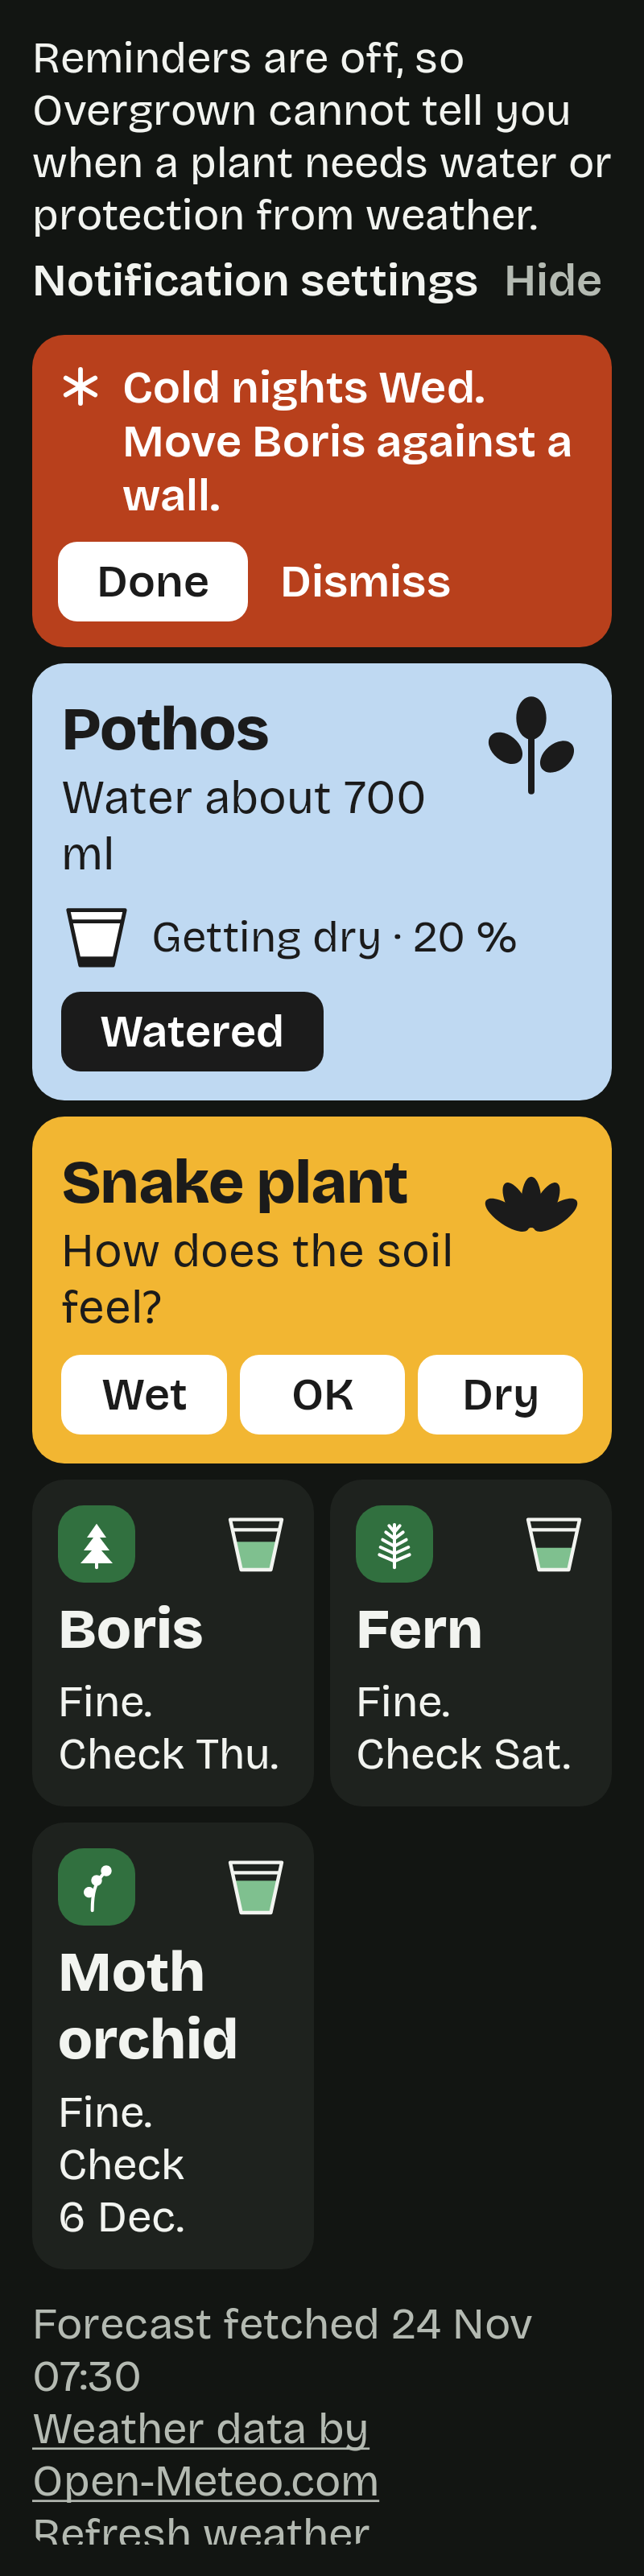 Reminders are off, so
Overgrown cannot tell you
when a plant needs water or
protection from weather.
Notification settings Hide
Cold nights Wed.
Move Boris against a
wall.
Done Dismiss
Pothos
Water about 700
ml
Getting dry · 20 %
Watered
Snake plant
How does the soil
feel?
Wet OK Dry
Boris
Fine.
Check Thu.
Fern
Fine.
Check Sat.
Moth
orchid
Fine.
Check
6 Dec.
Forecast fetched 24 Nov
07:30
Weather data by
Open-Meteo.com
Refresh weather